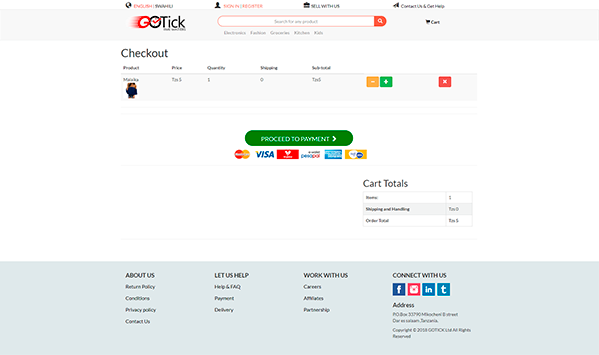 ENGLISH | SWAHILI
SIGN IN | REGISTER
SELL WITH US
Contact Us & Get Help
GOTick
Search for any product
Cart
Electronics Fashion Groceries Kitchen Kids
Checkout
Product Price Quantity Shipping Sub-total
Tzs 5 1 0 Tzs5
PROCEED TO PAYMENT
VISA
pesapal
Cart Totals
Items: 1
Shipping and Handling Tzs 0
Order Total Tzs 5
ABOUT US
Return Policy
Conditions
Privacy policy
Contact Us
LET US HELP
Help & FAQ
Payment
Delivery
WORK WITH US
Careers
Affiliates
Partnership
CONNECT WITH US
Address
P.O.Box 33790 Mikocheni B street
Dar es salaam ,Tanzania.
Copyright © 2018 GOTICK Ltd All Rights
Reserved